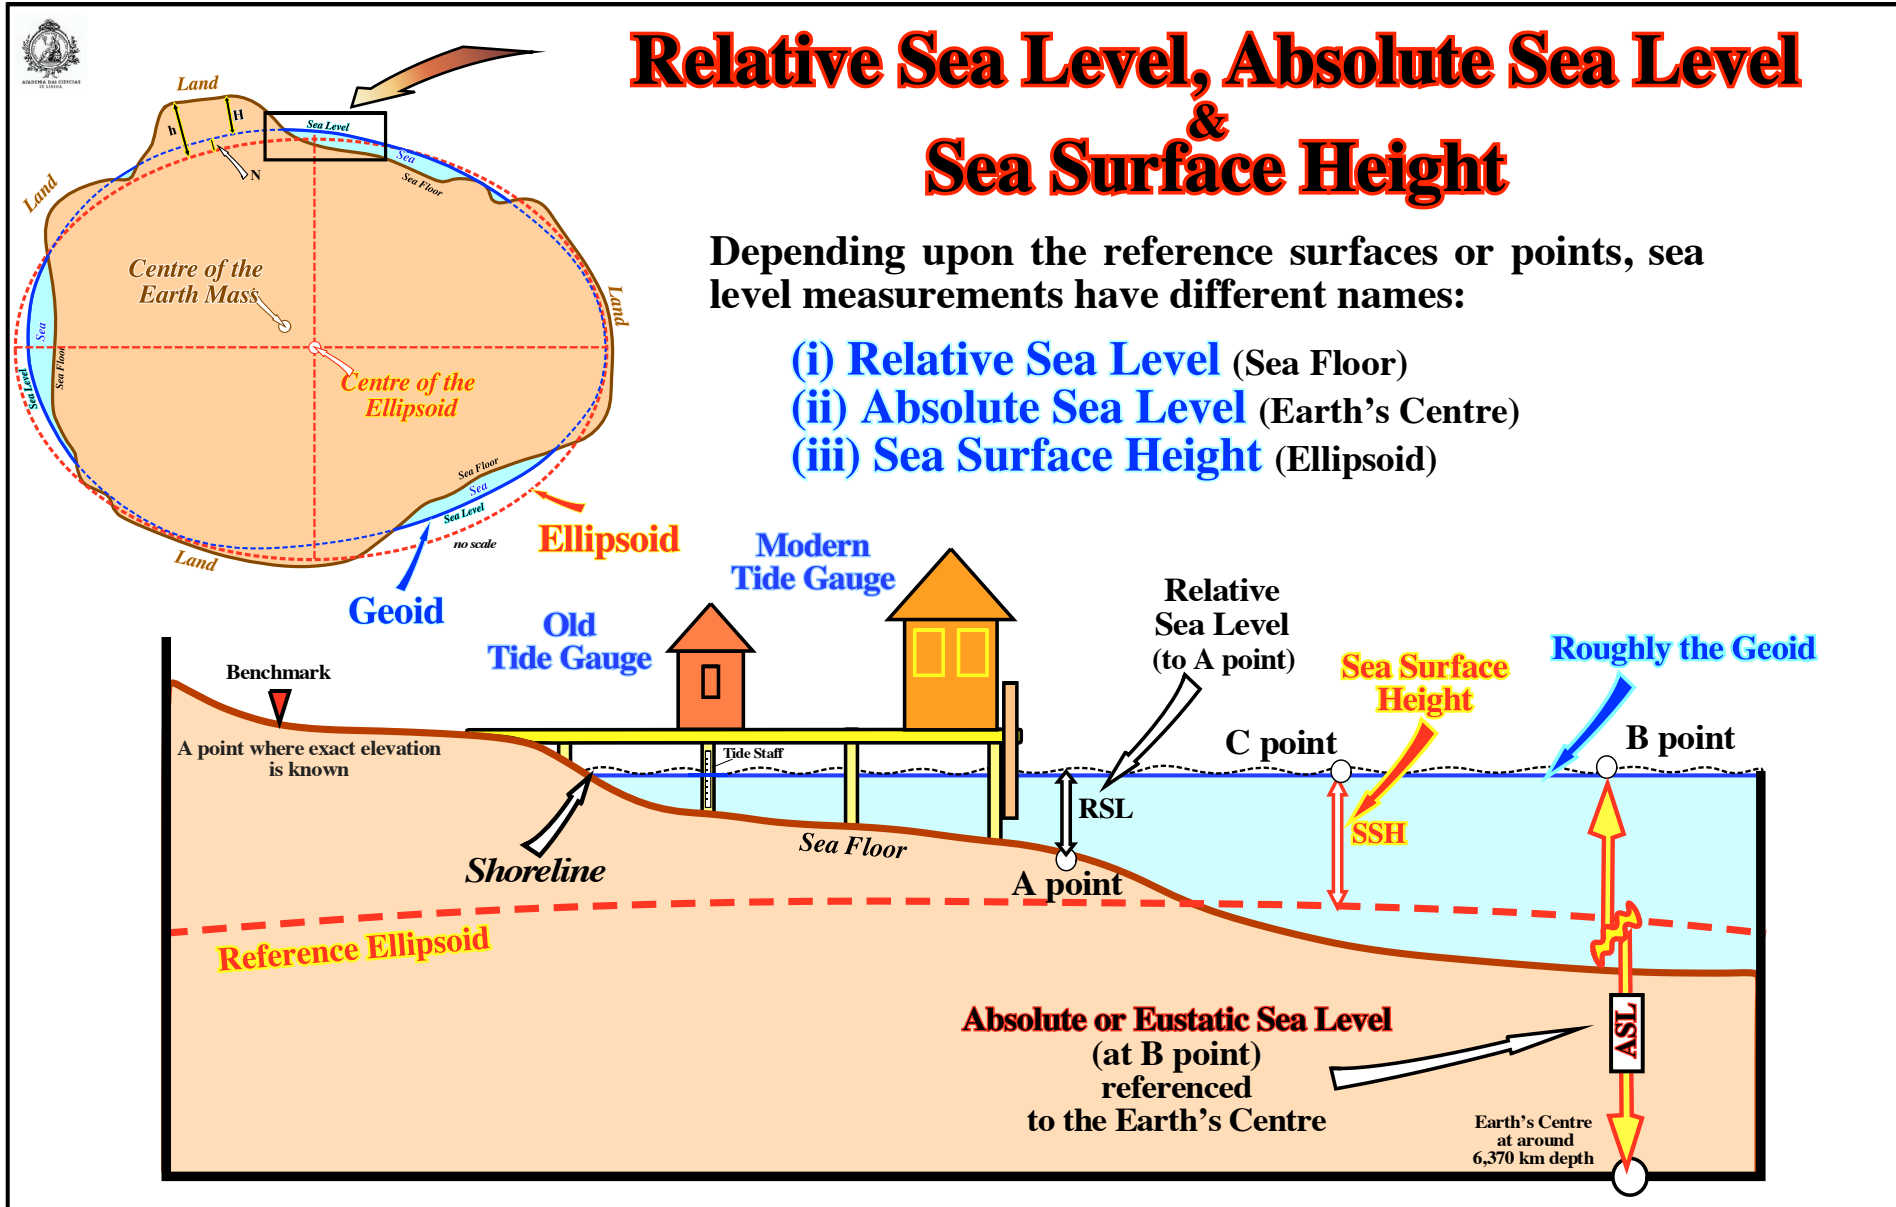 ACADEMIA DAS CIÊNCIAS
DE LISBOA
Relative Sea Level, Absolute Sea Level
&
Sea Surface Height
Depending upon the reference surfaces or points, sea
level measurements have different names:
(i) Relative Sea Level (Sea Floor)
(ii) Absolute Sea Level (Earth's Centre)
(iii) Sea Surface Height (Ellipsoid)
Land
h
H
N
Sea Level
Sea
Sea Floor
Land
Centre of the
Earth Mass
Land
Sea
Sea Floor
Sea Level
Centre of the
Ellipsoid
Sea Floor
Sea
Sea Level
no scale
Land
Ellipsoid
Geoid
Old
Tide Gauge
Modern
Tide Gauge
Relative
Sea Level
(to A point)
Sea Surface
Height
Roughly the Geoid
Benchmark
A point where exact elevation
is known
Tide Staff
C point
B point
RSL
SSH
Shoreline
Sea Floor
A point
Reference Ellipsoid
Absolute or Eustatic Sea Level
(at B point)
referenced
to the Earth's Centre
ASL
Earth's Centre
at around
6,370 km depth